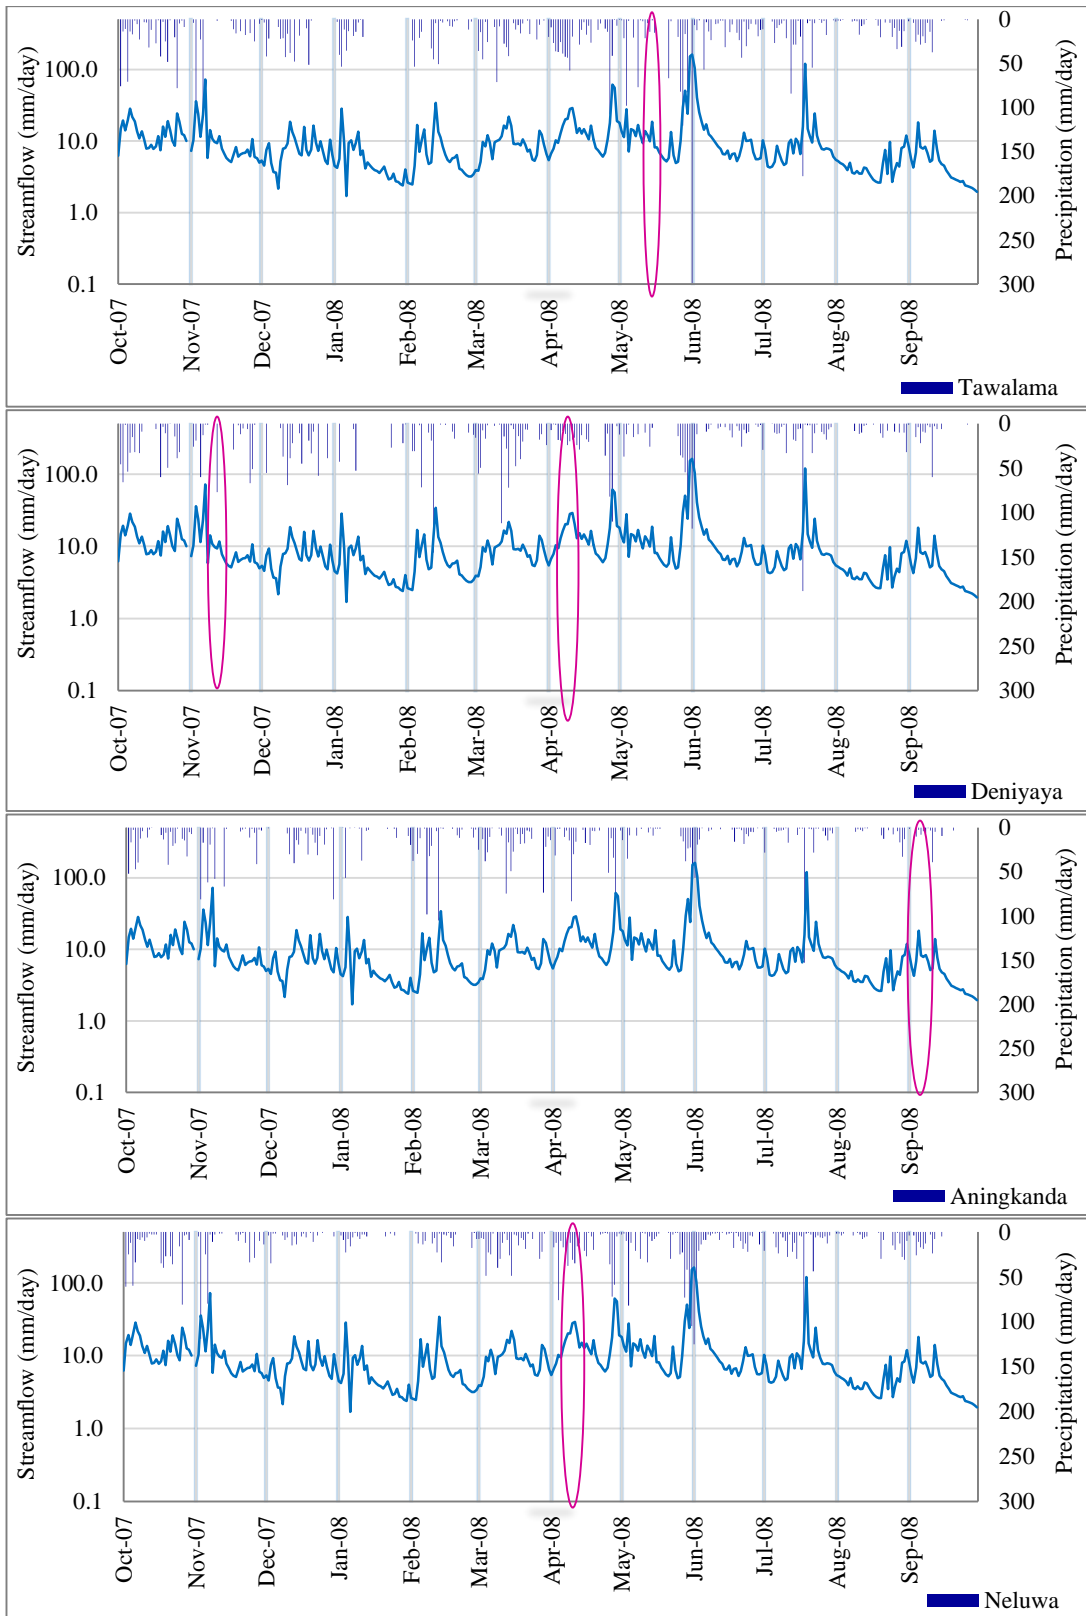 Streamflow (mm/day)
100.0
10.0
1.0
0.1
0
50
100
150
200
250
300
Precipitation (mm/day)
Oct-07
Nov-07
Dec-07
Jan-08
Feb-08
Mar-08
Apr-08
May-08
Jun-08
Jul-08
Aug-08
Sep-08
Tawalama
Streamflow (mm/day)
100.0
10.0
1.0
0.1
0
50
100
150
200
250
300
Precipitation (mm/day)
Oct-07
Nov-07
Dec-07
Jan-08
Feb-08
Mar-08
Apr-08
May-08
Jun-08
Jul-08
Aug-08
Sep-08
Deniyaya
Streamflow (mm/day)
100.0
10.0
1.0
0.1
0
50
100
150
200
250
300
Precipitation (mm/day)
Oct-07
Nov-07
Dec-07
Jan-08
Feb-08
Mar-08
Apr-08
May-08
Jun-08
Jul-08
Aug-08
Sep-08
Aningkanda
Streamflow (mm/day)
100.0
10.0
1.0
0.1
0
50
100
150
200
250
300
Precipitation (mm/day)
Oct-07
Nov-07
Dec-07
Jan-08
Feb-08
Mar-08
Apr-08
May-08
Jun-08
Jul-08
Aug-08
Sep-08
Neluwa